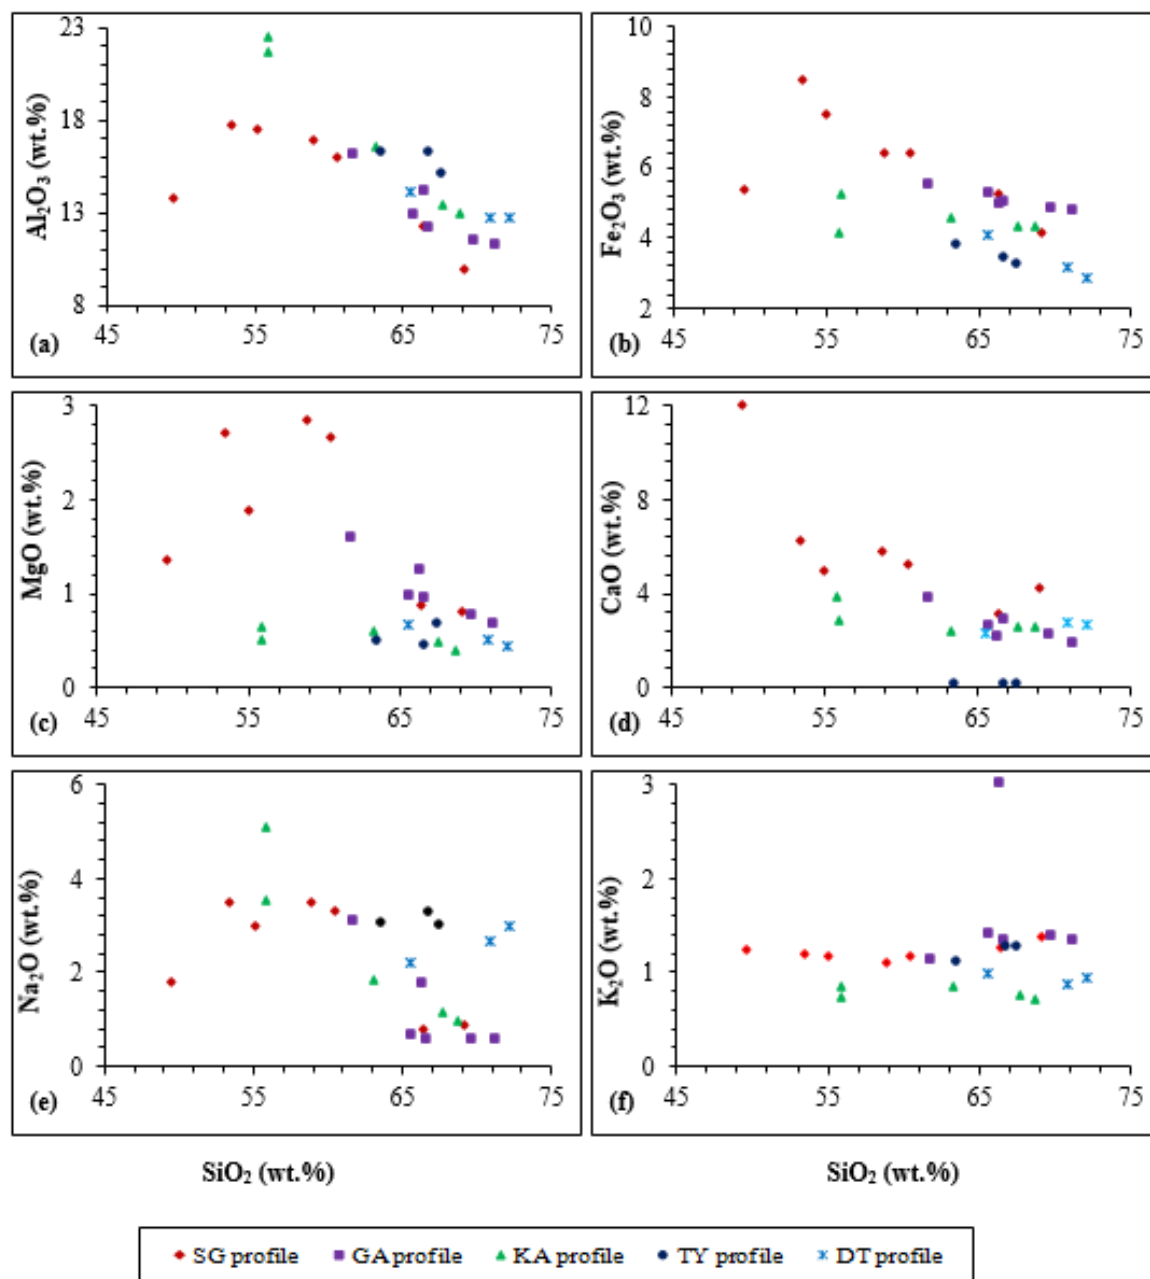 23
18
13
8
Al₂O₃ (wt.%)
45 55 65 75
(a)
10
8
6
4
2
Fe₂O₃ (wt.%)
45 55 65 75
(b)
3
2
1
0
MgO (wt.%)
45 55 65 75
(c)
12
8
4
0
CaO (wt.%)
45 55 65 75
(d)
6
4
2
0
Na₂O (wt.%)
45 55 65 75
(e)
3
2
1
0
K₂O (wt.%)
45 55 65 75
(f)
SiO₂ (wt.%) SiO₂ (wt.%)
SG profile GA profile KA profile TY profile DT profile